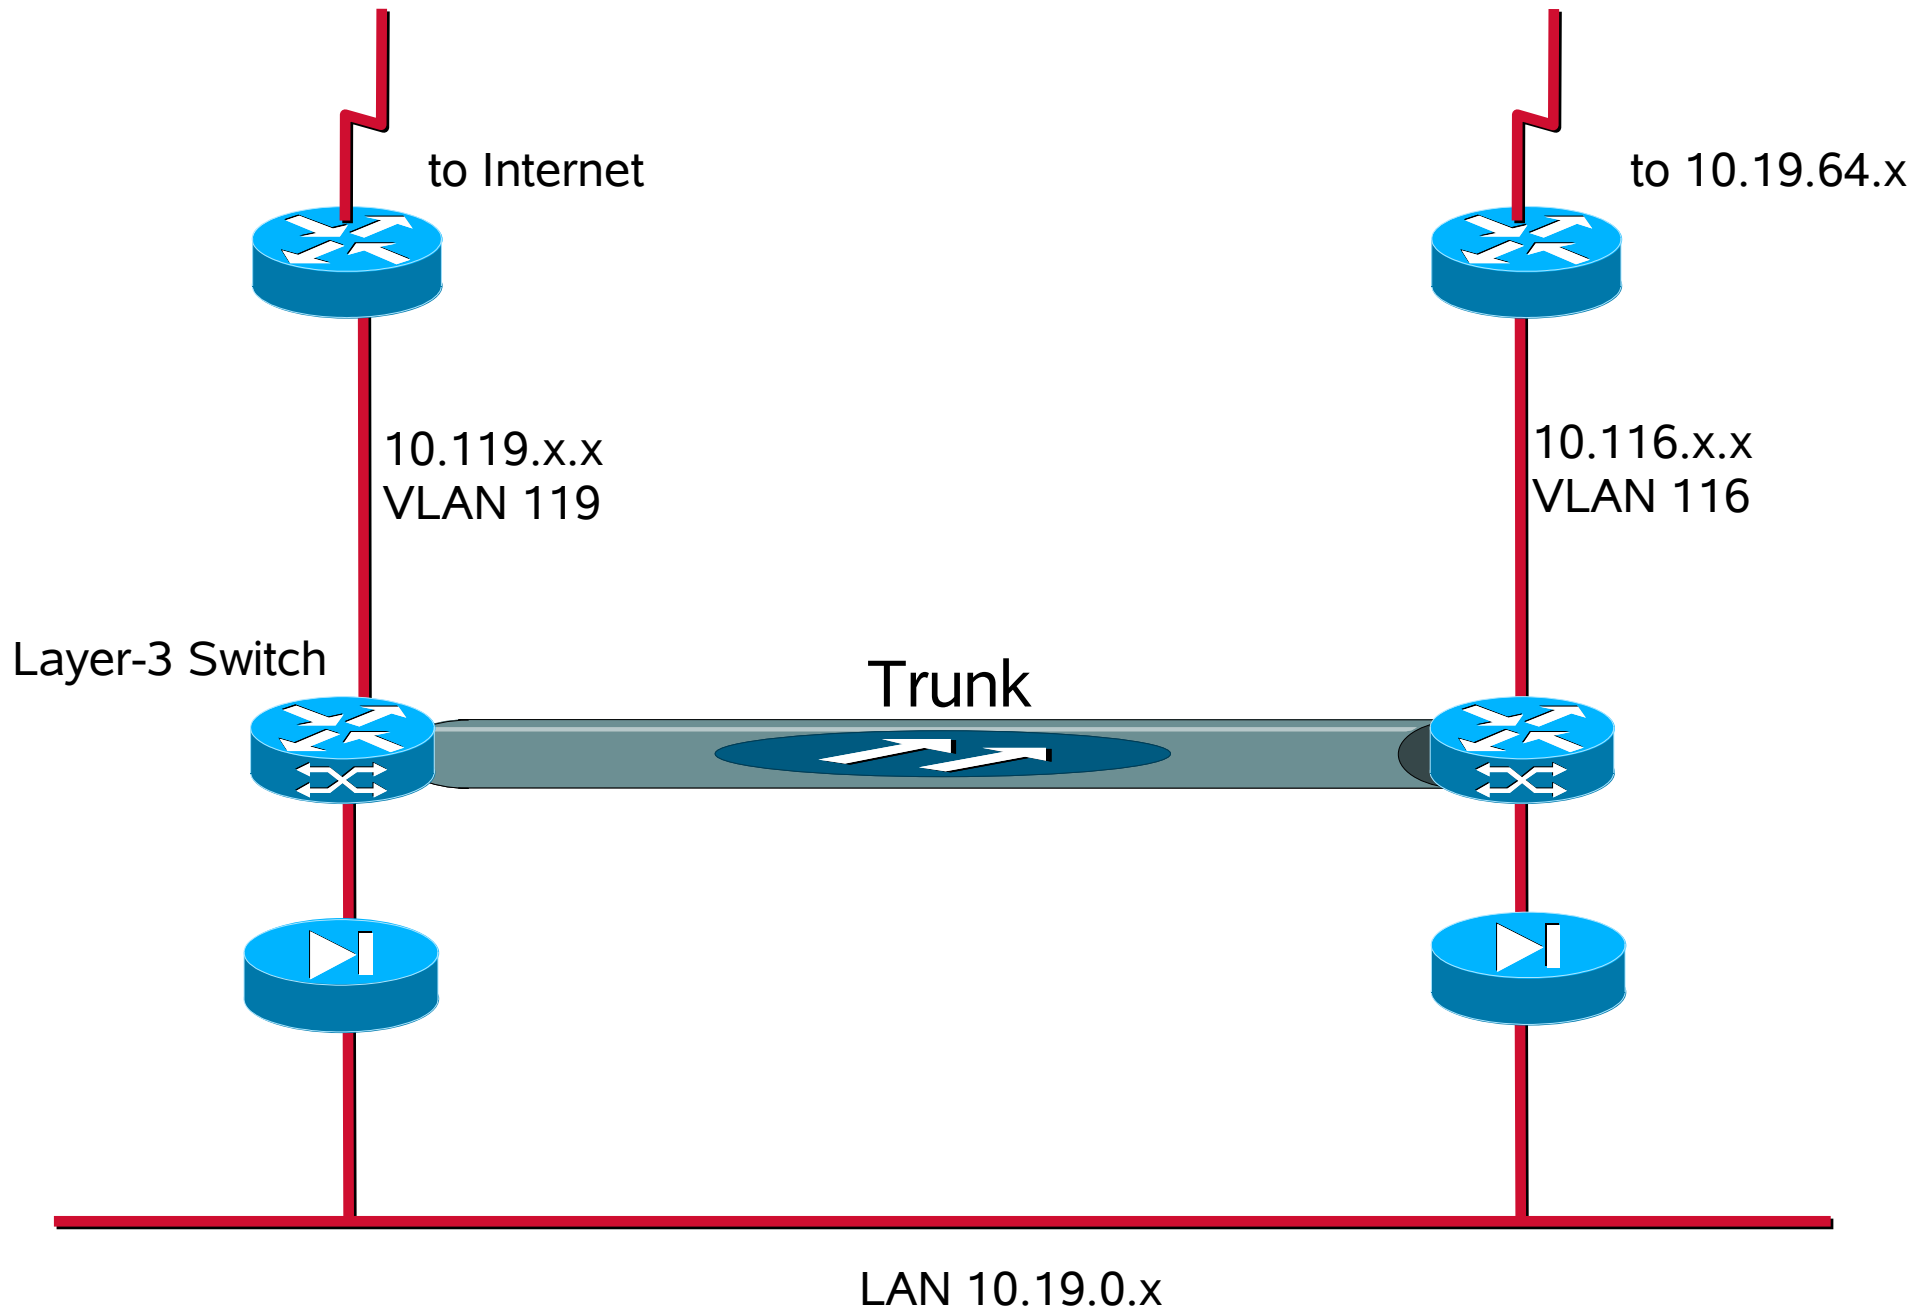 to Internet
to 10.19.64.x
10.119.x.x
VLAN 119
10.116.x.x
VLAN 116
Layer-3 Switch
Trunk
LAN 10.19.0.x